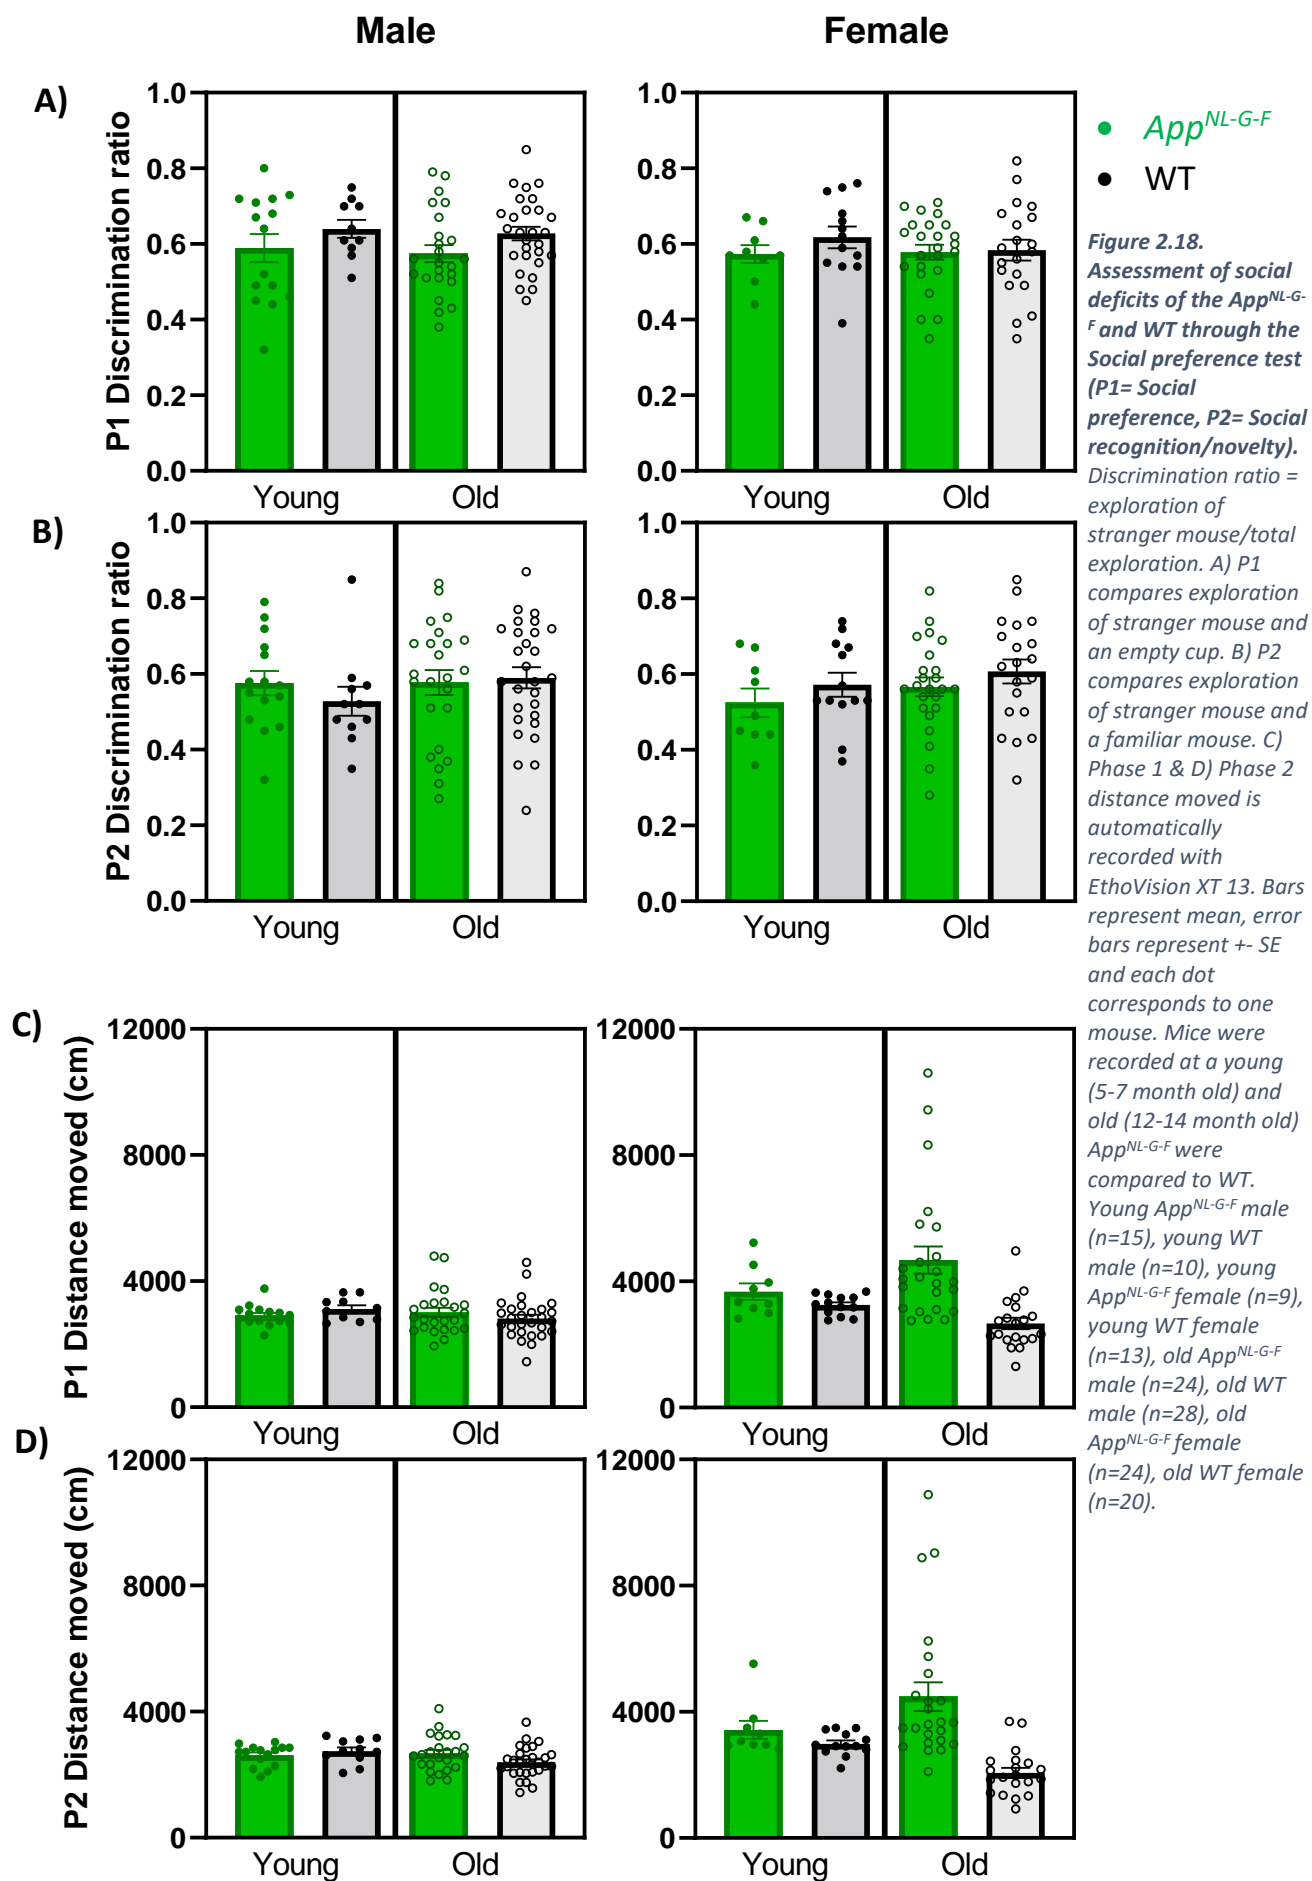 Male
Female
A)
P1 Discrimination ratio
1.0
0.8
0.6
0.4
0.2
0.0
Young
Old
1.0
0.8
0.6
0.4
0.2
0.0
Young
Old
App^NL-G-F
WT
B)
P2 Discrimination ratio
1.0
0.8
0.6
0.4
0.2
0.0
Young
Old
1.0
0.8
0.6
0.4
0.2
0.0
Young
Old
C)
P1 Distance moved (cm)
12000
8000
4000
0
Young
Old
12000
8000
4000
0
Young
Old
D)
P2 Distance moved (cm)
12000
8000
4000
0
Young
Old
12000
8000
4000
0
Young
Old
Figure 2.18.
Assessment of social
deficits of the App^NL-G-
F and WT through the
Social preference test
(P1= Social
preference, P2= Social
recognition/novelty).
Discrimination ratio =
exploration of
stranger mouse/total
exploration. A) P1
compares exploration
of stranger mouse and
an empty cup. B) P2
compares exploration
of stranger mouse and
a familiar mouse. C)
Phase 1 & D) Phase 2
distance moved is
automatically
recorded with
EthoVision XT 13. Bars
represent mean, error
bars represent +- SE
and each dot
corresponds to one
mouse. Mice were
recorded at a young
(5-7 month old) and
old (12-14 month old)
App^NL-G-F were
compared to WT.
Young App^NL-G-F male
(n=15), young WT
male (n=10), young
App^NL-G-F female (n=9),
young WT female
(n=13), old App^NL-G-F
male (n=24), old WT
male (n=28), old
App^NL-G-F female
(n=24), old WT female
(n=20).